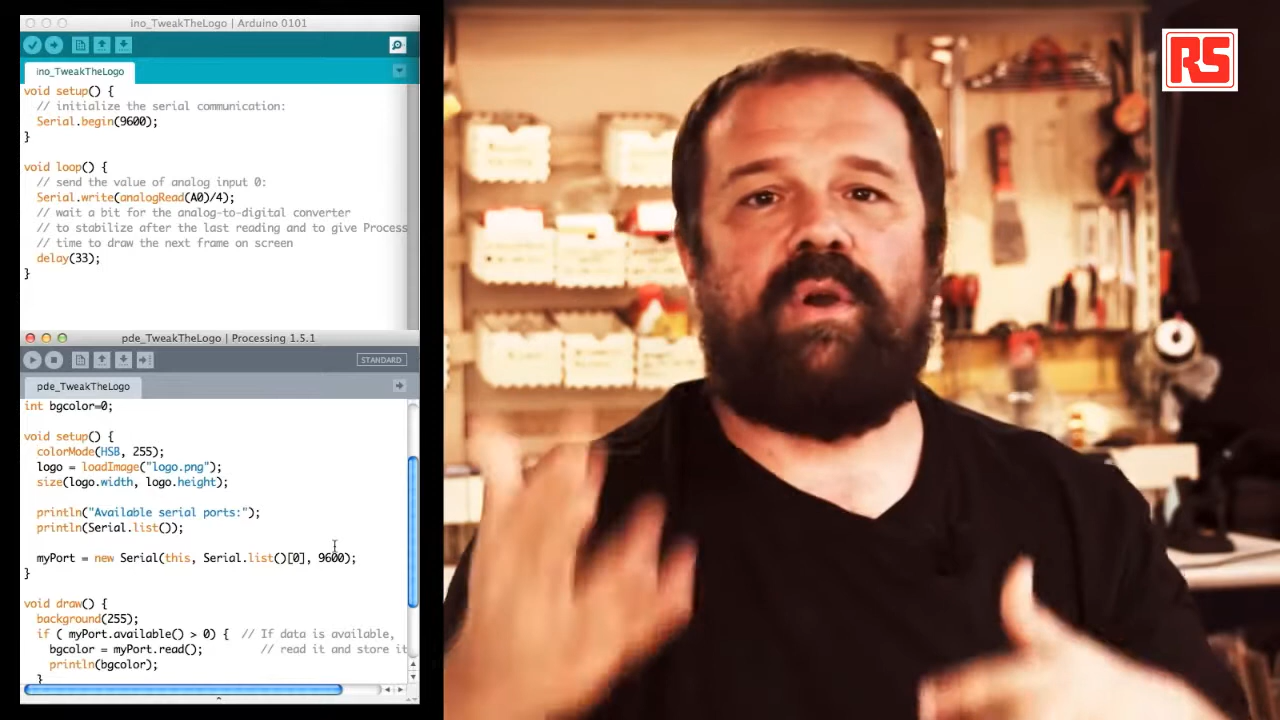 ino_TweakTheLogo | Arduino 0101
ino_TweakTheLogo
void setup() {
// initialize the serial communication:
Serial.begin(9600);
}
void loop() {
// send the value of analog input 0:
Serial.write(analogRead(A0)/4);
// wait a bit for the analog-to-digital converter
// to stabilize after the last reading and to give Process
// time to draw the next frame on screen
delay(33);
}
pde_TweakTheLogo | Processing 1.5.1
STANDARD
pde_TweakTheLogo
int bgcolor=0;
void setup() {
colorMode(HSB, 255);
logo = loadImage("logo.png");
size(logo.width, logo.height);
println("Available serial ports:");
println(Serial.list());
myPort = new Serial(this, Serial.list()[0], 9600);
}
void draw() {
background(255);
if ( myPort.available() > 0) { // If data is available,
bgcolor = myPort.read(); // read it and store it
println(bgcolor);
}
RS